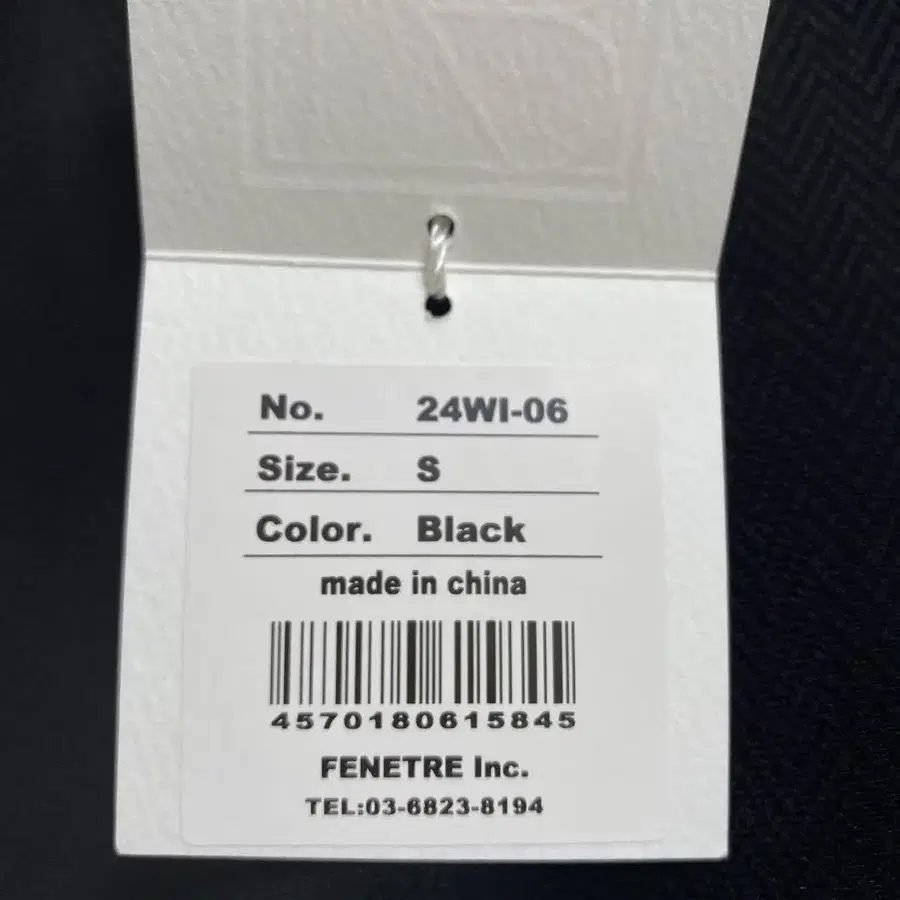 No. 24WI-06
Size. S
Color. Black
made in china
4570180615845
FENETRE Inc.
TEL:03-6823-8194